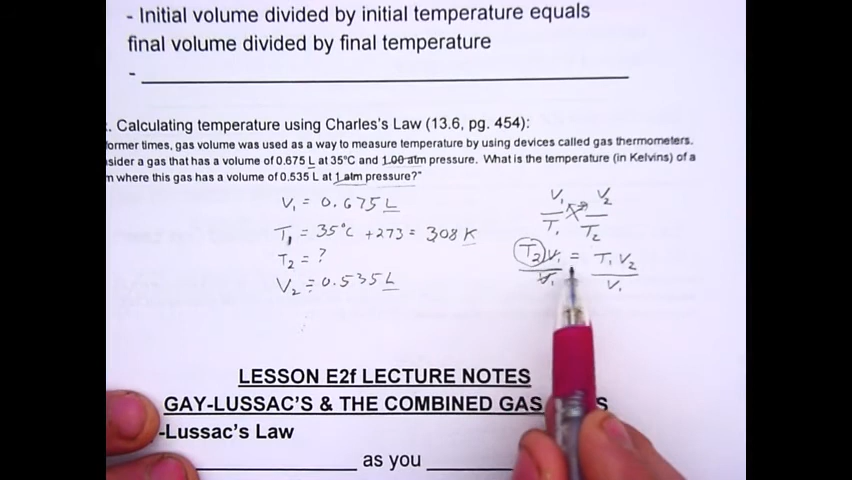 - Initial volume divided by initial temperature equals
final volume divided by final temperature
-
. Calculating temperature using Charles's Law (13.6, pg. 454):
ormer times, gas volume was used as a way to measure temperature by using devices called gas thermometers.
sider a gas that has a volume of 0.675 L at 35°C and 1.00 atm pressure. What is the temperature (in Kelvins) of a
m where this gas has a volume of 0.535 L at 1 atm pressure?"
V₁ = 0.675 L
T₁ = 35°C + 273 = 308 K
T₂ = ?
V₂ = 0.535 L
V₁ V₂
T₁ T₂
T₂ V₁ = T₁ V₂
V₁ V₁
LESSON E2f LECTURE NOTES
GAY-LUSSAC'S & THE COMBINED GAS S
-Lussac's Law
as you